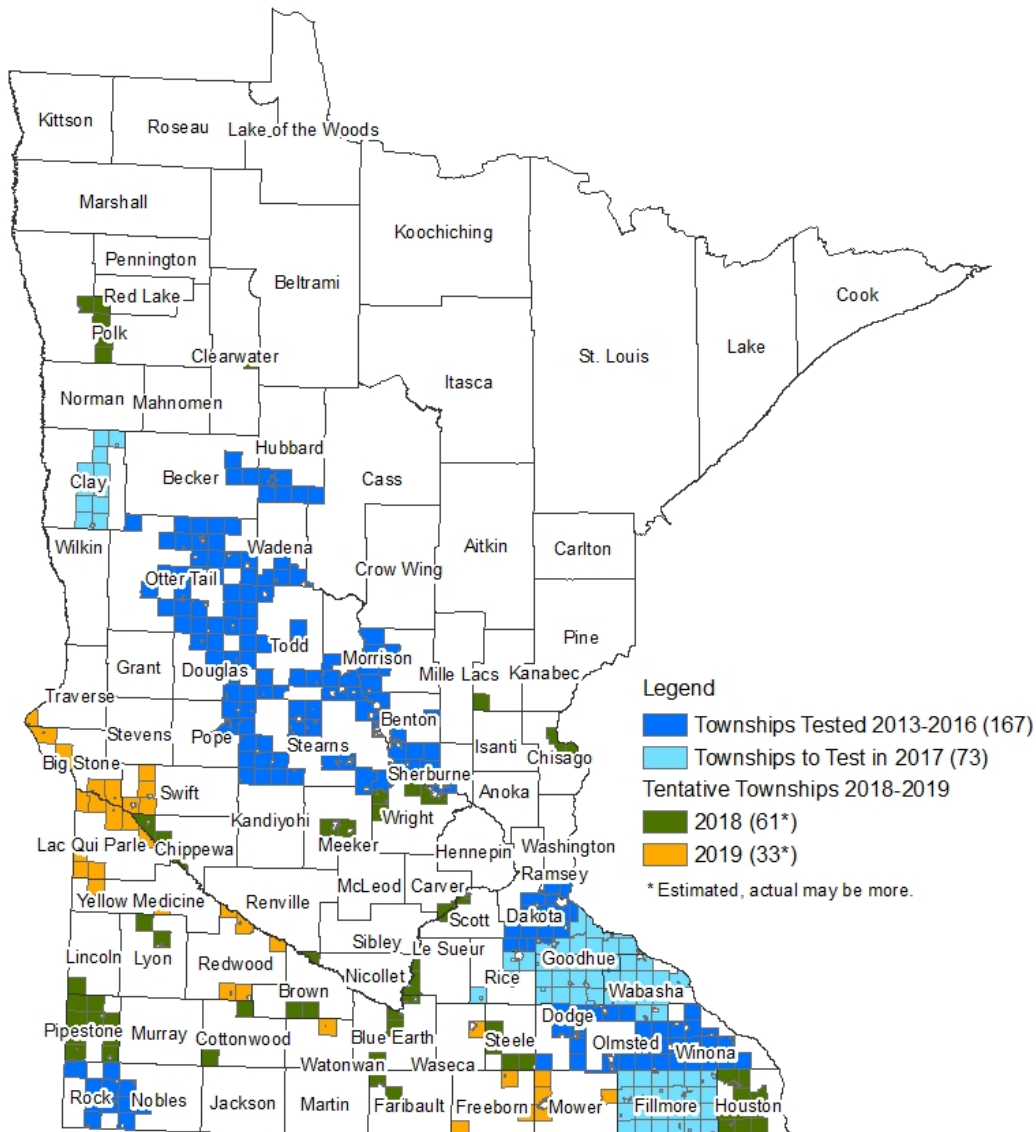 Kittson
Roseau
Lake of the Woods
Marshall
Koochiching
Pennington
Beltrami
Red Lake
Cook
Polk
Lake
Clearwater
St. Louis
Itasca
Norman
Mahnomen
Hubbard
Becker
Cass
Clay
Wilkin
Wadena
Aitkin
Carlton
Crow Wing
Otter Tail
Pine
Todd
Morrison
Grant
Douglas
Mille Lacs
Kanabec
Traverse
Legend
Stevens
Pope
Benton
Townships Tested 2013-2016 (167)
Stearns
Isanti
Chisago
Townships to Test in 2017 (73)
Big Stone
Sherburne
Tentative Townships 2018-2019
Swift
Anoka
Kandiyohi
Wright
2018 (61*)
Lac Qui Parle
Chippewa
Meeker
Hennepin
Washington
2019 (33*)
Ramsey
McLeod
Carver
* Estimated, actual may be more.
Yellow Medicine
Renville
Scott
Dakota
Lincoln
Lyon
Sibley
Le Sueur
Redwood
Goodhue
Nicollet
Rice
Brown
Wabasha
Dodge
Pipestone
Murray
Cottonwood
Blue Earth
Steele
Olmsted
Winona
Watonwan
Waseca
Rock
Nobles
Jackson
Martin
Faribault
Freeborn
Mower
Fillmore
Houston